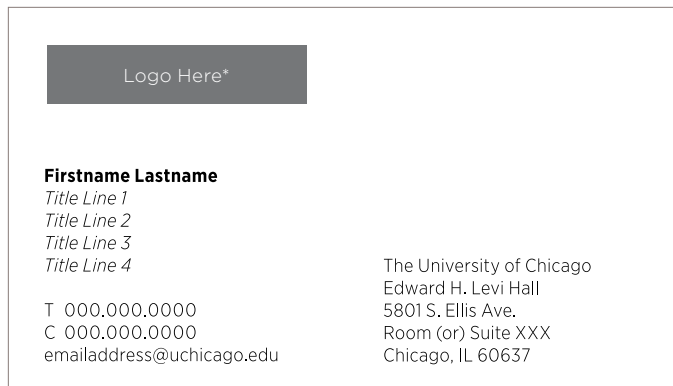 Logo Here*
Firstname Lastname
Title Line 1
Title Line 2
Title Line 3
Title Line 4
T 000.000.0000
C 000.000.0000
emailaddress@uchicago.edu
The University of Chicago
Edward H. Levi Hall
5801 S. Ellis Ave.
Room (or) Suite XXX
Chicago, IL 60637